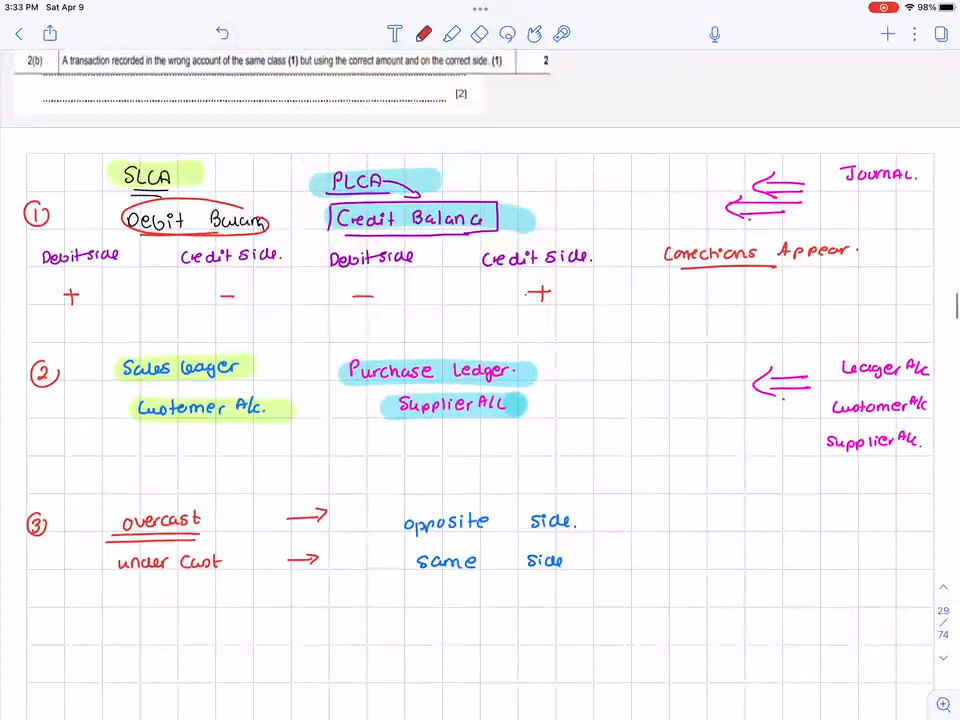 3:33 PM Sat Apr 9
98%
2(b) A transaction recorded in the wrong account of the same class (1) but using the correct amount and on the correct side. (1) 2
[2]
SLCA PLCA JOURNAL.
1 Debit Balance Credit Balance
Debit side Credit side. Debit side Credit side. Corrections Appear.
+ - - +
2 Sales Leager Purchase Ledger. Leager A/c
Customer A/c. Supplier A/c Customer A/c
Supplier A/c.
3 overcast → opposite side.
under cast → same side
29
/
74